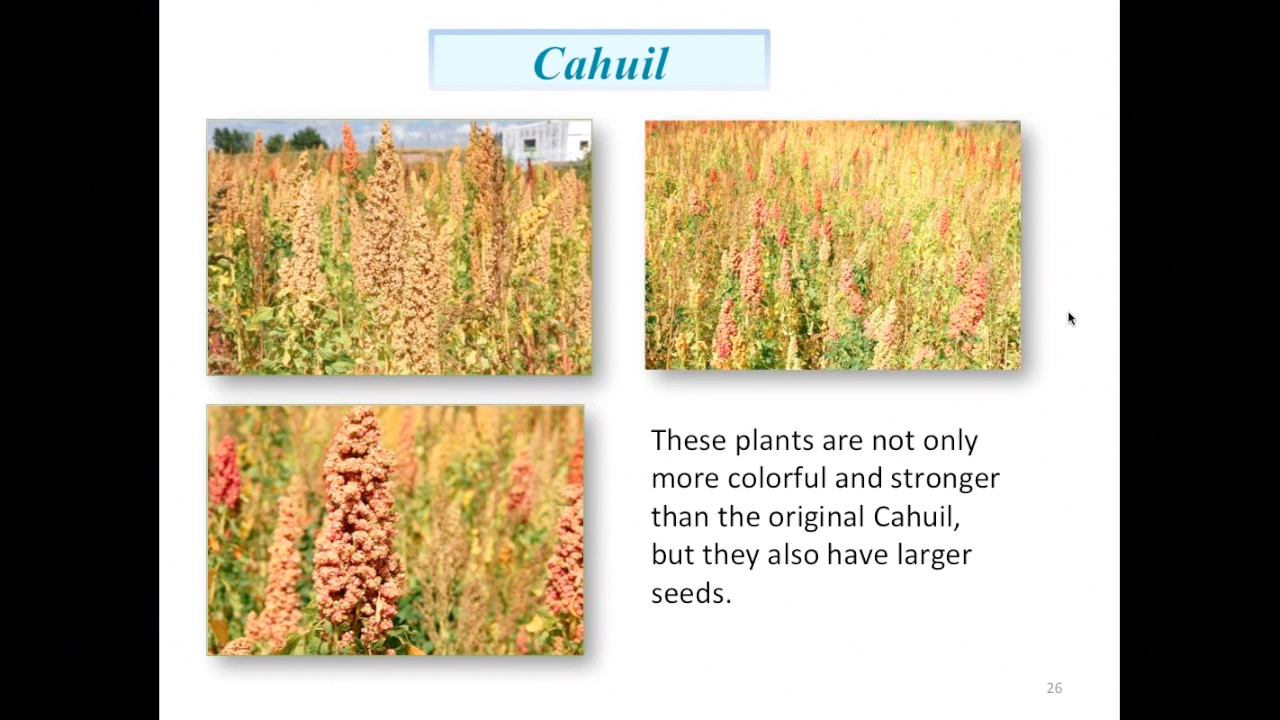 Cahuil
These plants are not only
more colorful and stronger
than the original Cahuil,
but they also have larger
seeds.
26